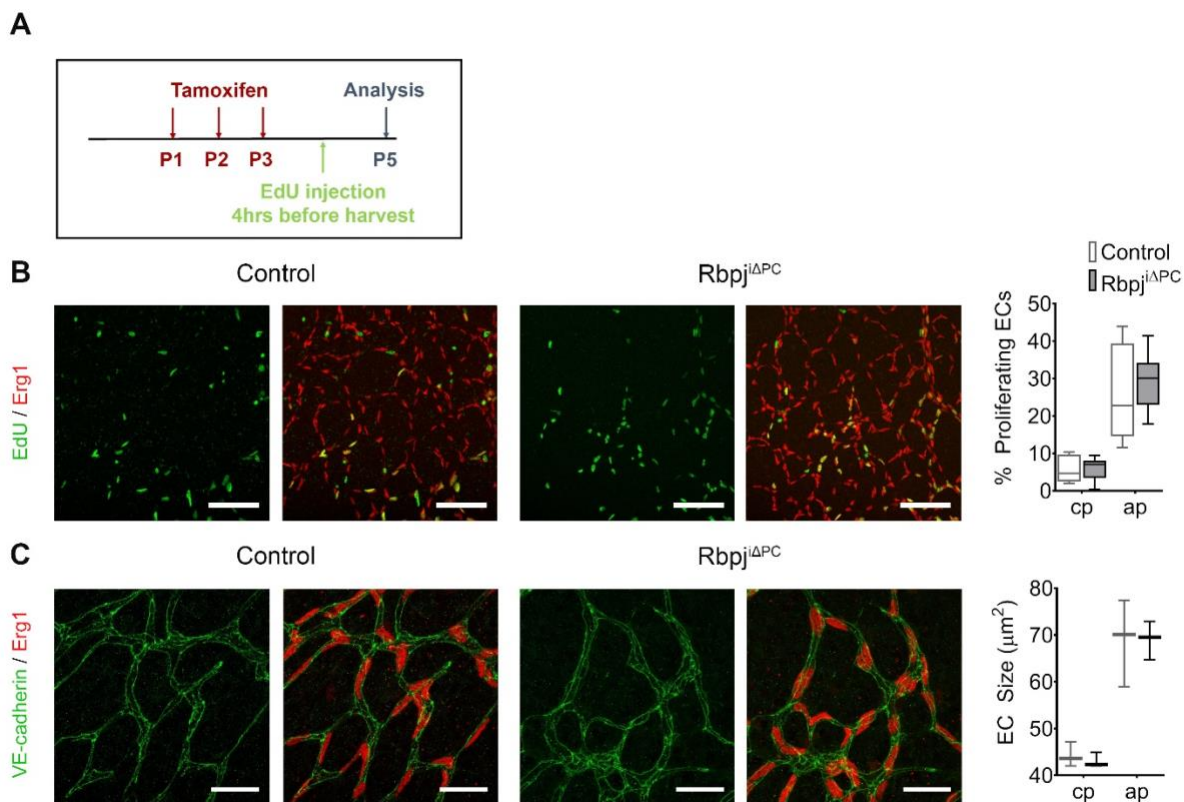 A
Tamoxifen Analysis
P1 P2 P3 P5
EdU injection
4hrs before harvest
B
Control
Rbpj^iΔPC
EdU / Erg1
Control
Rbpj^iΔPC
% Proliferating ECs
50
40
30
20
10
0
cp ap
C
Control
Rbpj^iΔPC
VE-cadherin / Erg1
EC Size (μm²)
80
70
60
50
40
cp ap